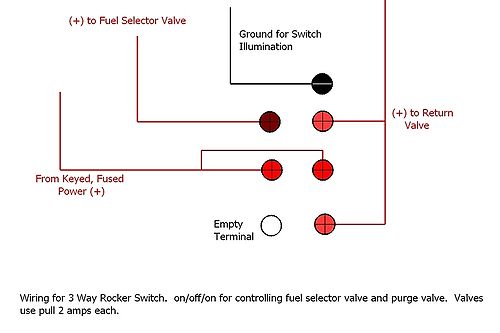 (+) to Fuel Selector Valve
Ground for Switch
Illumination
(+) to Return
Valve
From Keyed, Fused
Power (+)
Empty
Terminal
Wiring for 3 Way Rocker Switch.  on/off/on for controlling fuel selector valve and purge valve.  Valves
use pull 2 amps each.